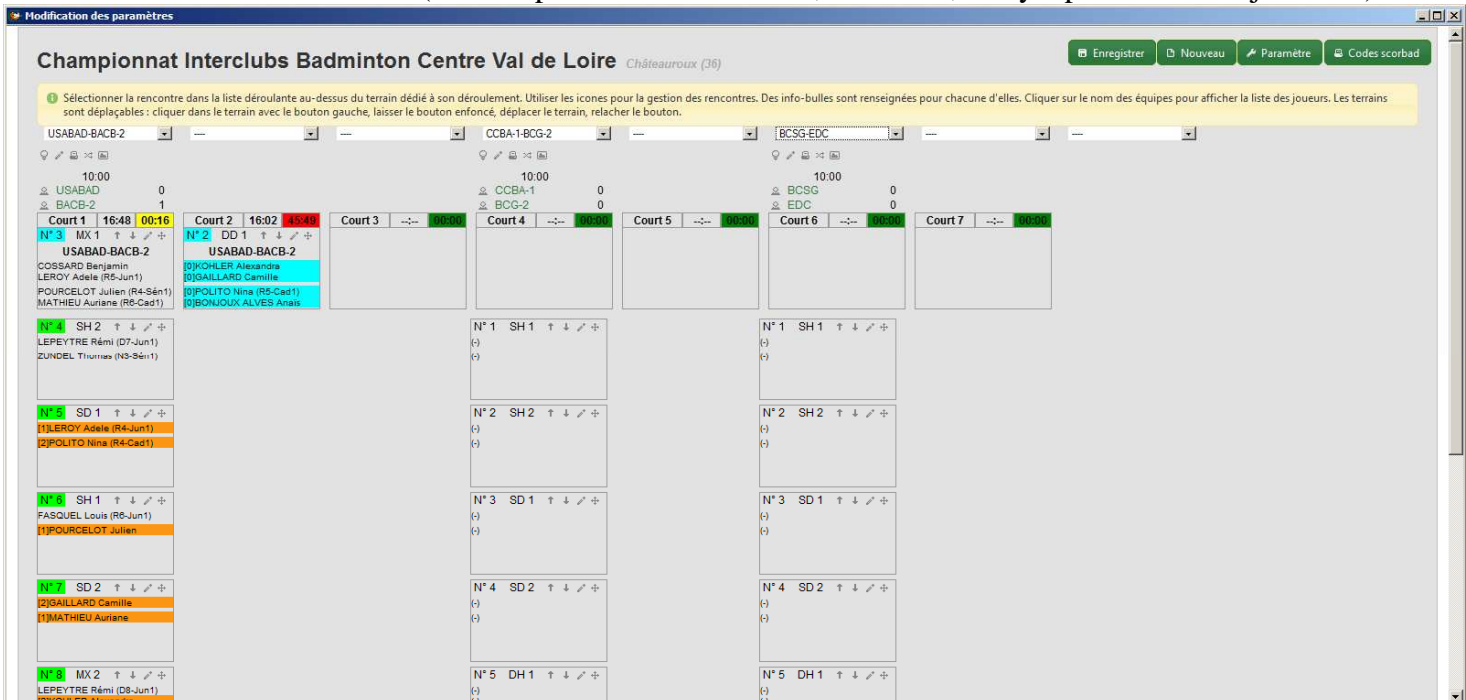 Modification des paramètres
Championnat Interclubs Badminton Centre Val de Loire Châteauroux (36)
Enregistrer Nouveau Paramètre Codes scorbad
Sélectionner la rencontre dans la liste déroulante au-dessus du terrain dédié à son déroulement. Utiliser les icones pour la gestion des rencontres. Des info-bulles sont renseignées pour chacune d'elles. Cliquer sur le nom des équipes pour afficher la liste des joueurs. Les terrains
sont déplaçables : cliquer dans le terrain avec le bouton gauche, laisser le bouton enfoncé, déplacer le terrain, relacher le bouton.
USABAD-BACB-2 --- --- CCBA-1-BCG-2 --- BCSG-EDC --- ---
10:00 10:00 10:00
USABAD 0 CCBA-1 0 BCSG 0
BACB-2 1 BCG-2 0 EDC 0
Court 1 16:48 00:16 Court 2 16:02 45:49 Court 3 --:-- 00:00 Court 4 --:-- 00:00 Court 5 --:-- 00:00 Court 6 --:-- 00:00 Court 7 --:-- 00:00
N° 3 MX 1 N° 2 DD 1
USABAD-BACB-2 USABAD-BACB-2
COSSARD Benjamin [0]KOHLER Alexandra
LEROY Adele (R5-Jun1) [0]GAILLARD Camille
POURCELOT Julien (R4-Sén1) [0]POLITO Nina (R5-Cad1)
MATHIEU Auriane (R6-Cad1) [0]BONJOUX ALVES Anaïs
N° 4 SH 2 N° 1 SH 1 N° 1 SH 1
LEPEYTRE Rémi (D7-Jun1) (-) (-)
ZUNDEL Thomas (N3-Sén1) (-) (-)
N° 5 SD 1 N° 2 SH 2 N° 2 SH 2
[1]LEROY Adele (R4-Jun1) (-) (-)
[2]POLITO Nina (R4-Cad1) (-) (-)
N° 6 SH 1 N° 3 SD 1 N° 3 SD 1
FASQUEL Louis (R6-Jun1) (-) (-)
[1]POURCELOT Julien (-) (-)
N° 7 SD 2 N° 4 SD 2 N° 4 SD 2
[2]GAILLARD Camille (-) (-)
[1]MATHIEU Auriane (-) (-)
N° 8 MX 2 N° 5 DH 1 N° 5 DH 1
LEPEYTRE Rémi (D8-Jun1) (-) (-)